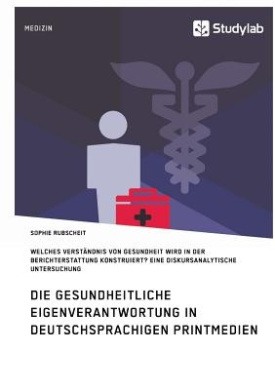 MEDIZIN
Studylab
SOPHIE RUBSCHEIT
WELCHES VERSTÄNDNIS VON GESUNDHEIT WIRD IN DER
BERICHTERSTATTUNG KONSTRUIERT? EINE DISKURSANALYTISCHE
UNTERSUCHUNG
DIE GESUNDHEITLICHE
EIGENVERANTWORTUNG IN
DEUTSCHSPRACHIGEN PRINTMEDIEN